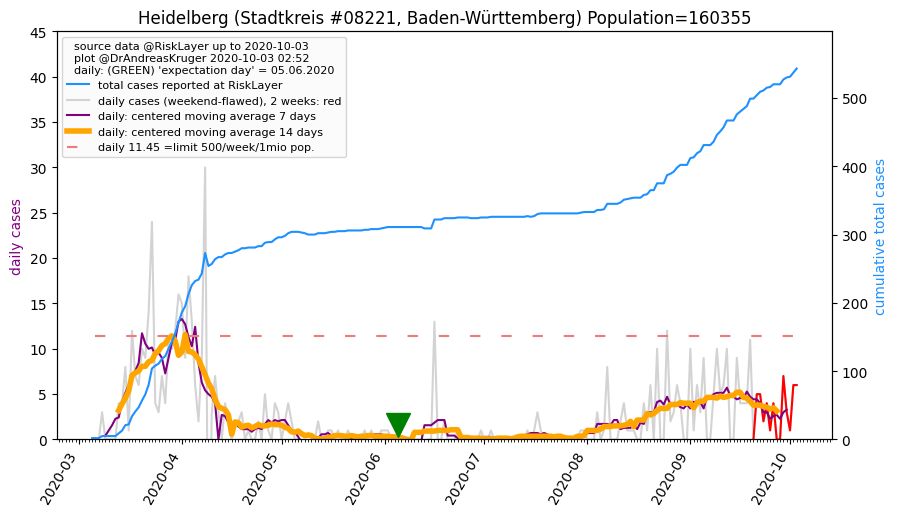 Heidelberg (Stadtkreis #08221, Baden-Württemberg) Population=160355
source data @RiskLayer up to 2020-10-03
plot @DrAndreasKruger 2020-10-03 02:52
daily: (GREEN) 'expectation day' = 05.06.2020
total cases reported at RiskLayer
daily cases (weekend-flawed), 2 weeks: red
daily: centered moving average 7 days
daily: centered moving average 14 days
daily 11.45 =limit 500/week/1mio pop.
daily cases
45
40
35
30
25
20
15
10
5
0
cumulative total cases
500
400
300
200
100
0
2020-03
2020-04
2020-05
2020-06
2020-07
2020-08
2020-09
2020-10